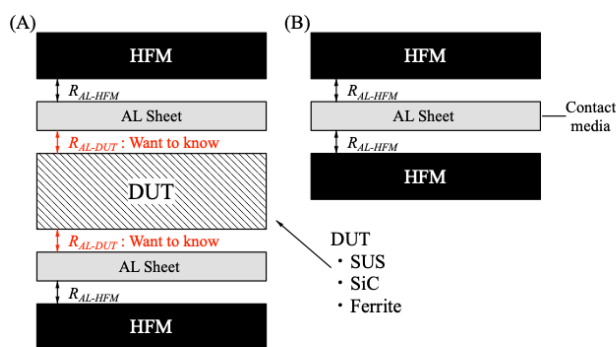 (A)
HFM
R_AL-HFM
AL Sheet
R_AL-DUT : Want to know
DUT
R_AL-DUT : Want to know
AL Sheet
R_AL-HFM
HFM
(B)
HFM
R_AL-HFM
AL Sheet
Contact
media
R_AL-HFM
HFM
DUT
・SUS
・SiC
・Ferrite